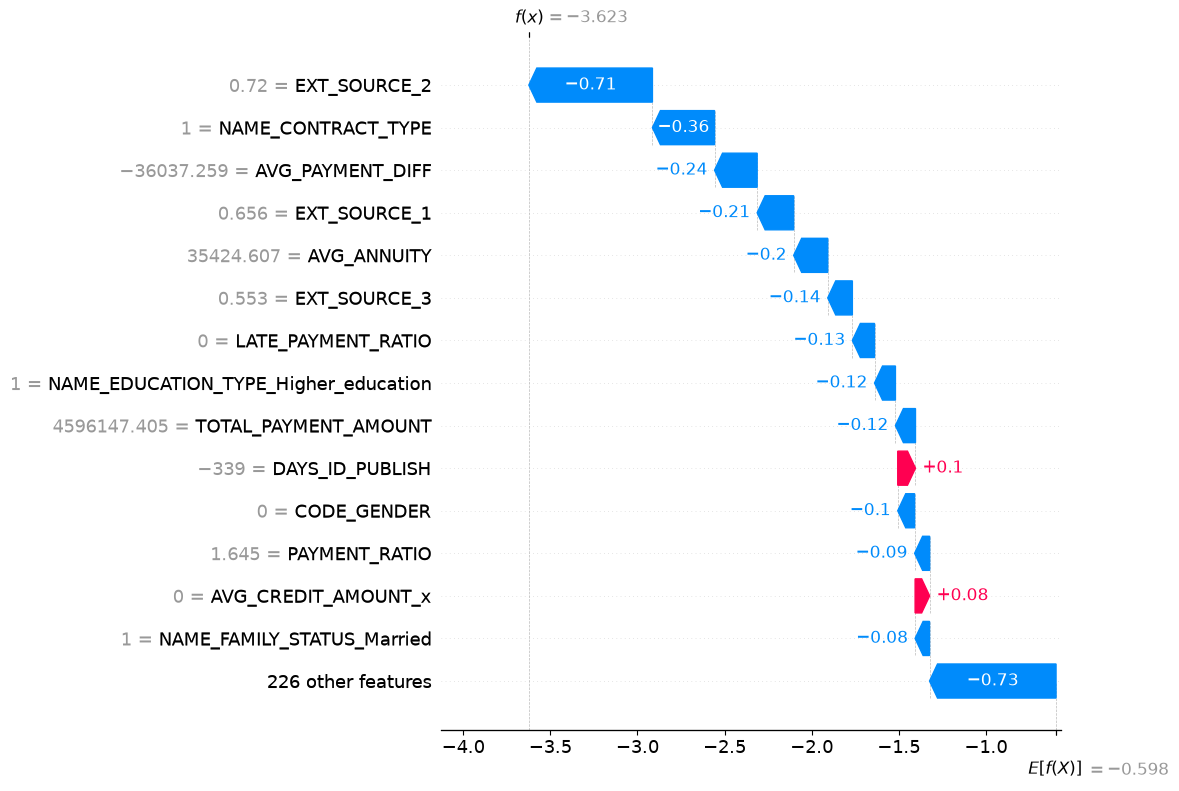 f(x) = −3.623
0.72 = EXT_SOURCE_2 −0.71
1 = NAME_CONTRACT_TYPE −0.36
−36037.259 = AVG_PAYMENT_DIFF −0.24
0.656 = EXT_SOURCE_1 −0.21
35424.607 = AVG_ANNUITY −0.2
0.553 = EXT_SOURCE_3 −0.14
0 = LATE_PAYMENT_RATIO −0.13
1 = NAME_EDUCATION_TYPE_Higher_education −0.12
4596147.405 = TOTAL_PAYMENT_AMOUNT −0.12
−339 = DAYS_ID_PUBLISH +0.1
0 = CODE_GENDER −0.1
1.645 = PAYMENT_RATIO −0.09
0 = AVG_CREDIT_AMOUNT_x +0.08
1 = NAME_FAMILY_STATUS_Married −0.08
226 other features −0.73
−4.0 −3.5 −3.0 −2.5 −2.0 −1.5 −1.0
E[f(X)] = −0.598